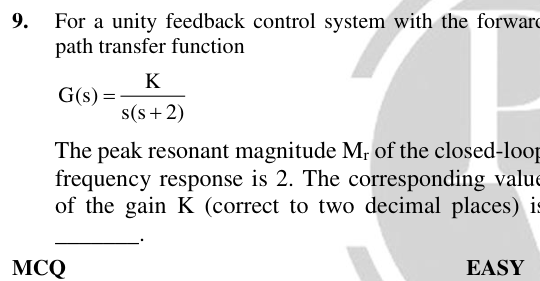 9. For a unity feedback control system with the forward
path transfer function
G(s) = K / s(s + 2)
The peak resonant magnitude Mr of the closed-loop
frequency response is 2. The corresponding value
of the gain K (correct to two decimal places) is
________.
MCQ EASY